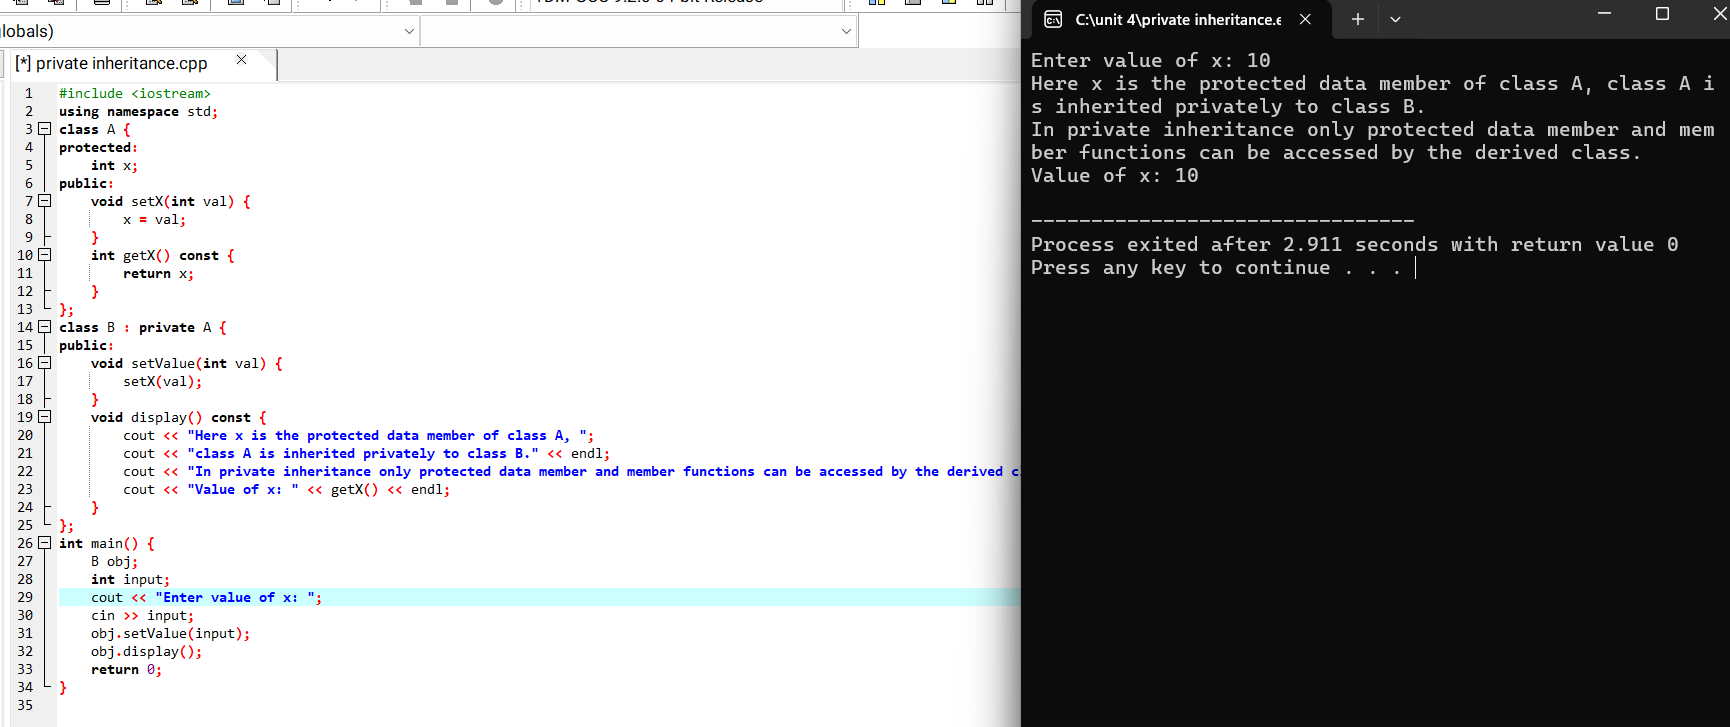 lobals)
[*] private inheritance.cpp
1 #include <iostream>
2 using namespace std;
3 class A {
4 protected:
5 int x;
6 public:
7 void setX(int val) {
8 x = val;
9 }
10 int getX() const {
11 return x;
12 }
13 };
14 class B : private A {
15 public:
16 void setValue(int val) {
17 setX(val);
18 }
19 void display() const {
20 cout << "Here x is the protected data member of class A, ";
21 cout << "class A is inherited privately to class B." << endl;
22 cout << "In private inheritance only protected data member and member functions can be accessed by the derived c
23 cout << "Value of x: " << getX() << endl;
24 }
25 };
26 int main() {
27 B obj;
28 int input;
29 cout << "Enter value of x: ";
30 cin >> input;
31 obj.setValue(input);
32 obj.display();
33 return 0;
34 }
35
C:\unit 4\private inheritance.e
Enter value of x: 10
Here x is the protected data member of class A, class A i
s inherited privately to class B.
In private inheritance only protected data member and mem
ber functions can be accessed by the derived class.
Value of x: 10
--------------------------------
Process exited after 2.911 seconds with return value 0
Press any key to continue . . .